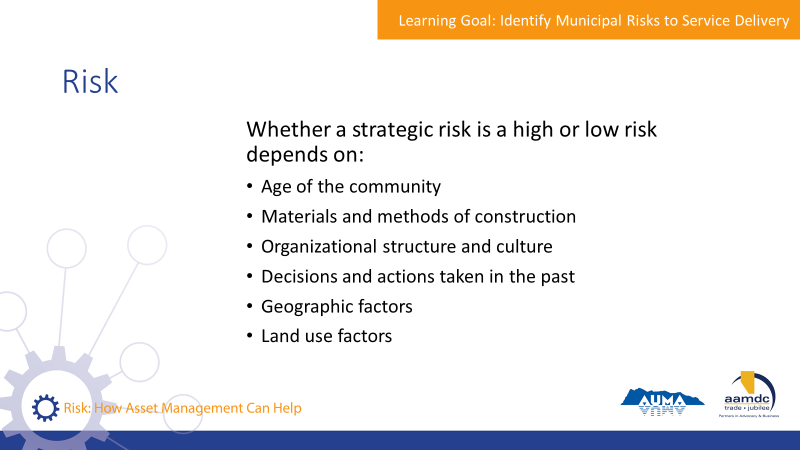 Learning Goal: Identify Municipal Risks to Service Delivery
Risk
Whether a strategic risk is a high or low risk
depends on:
• Age of the community
• Materials and methods of construction
• Organizational structure and culture
• Decisions and actions taken in the past
• Geographic factors
• Land use factors
Risk: How Asset Management Can Help
AUMA
aamdc
trade • jubilee
Partners in Advocacy & Business